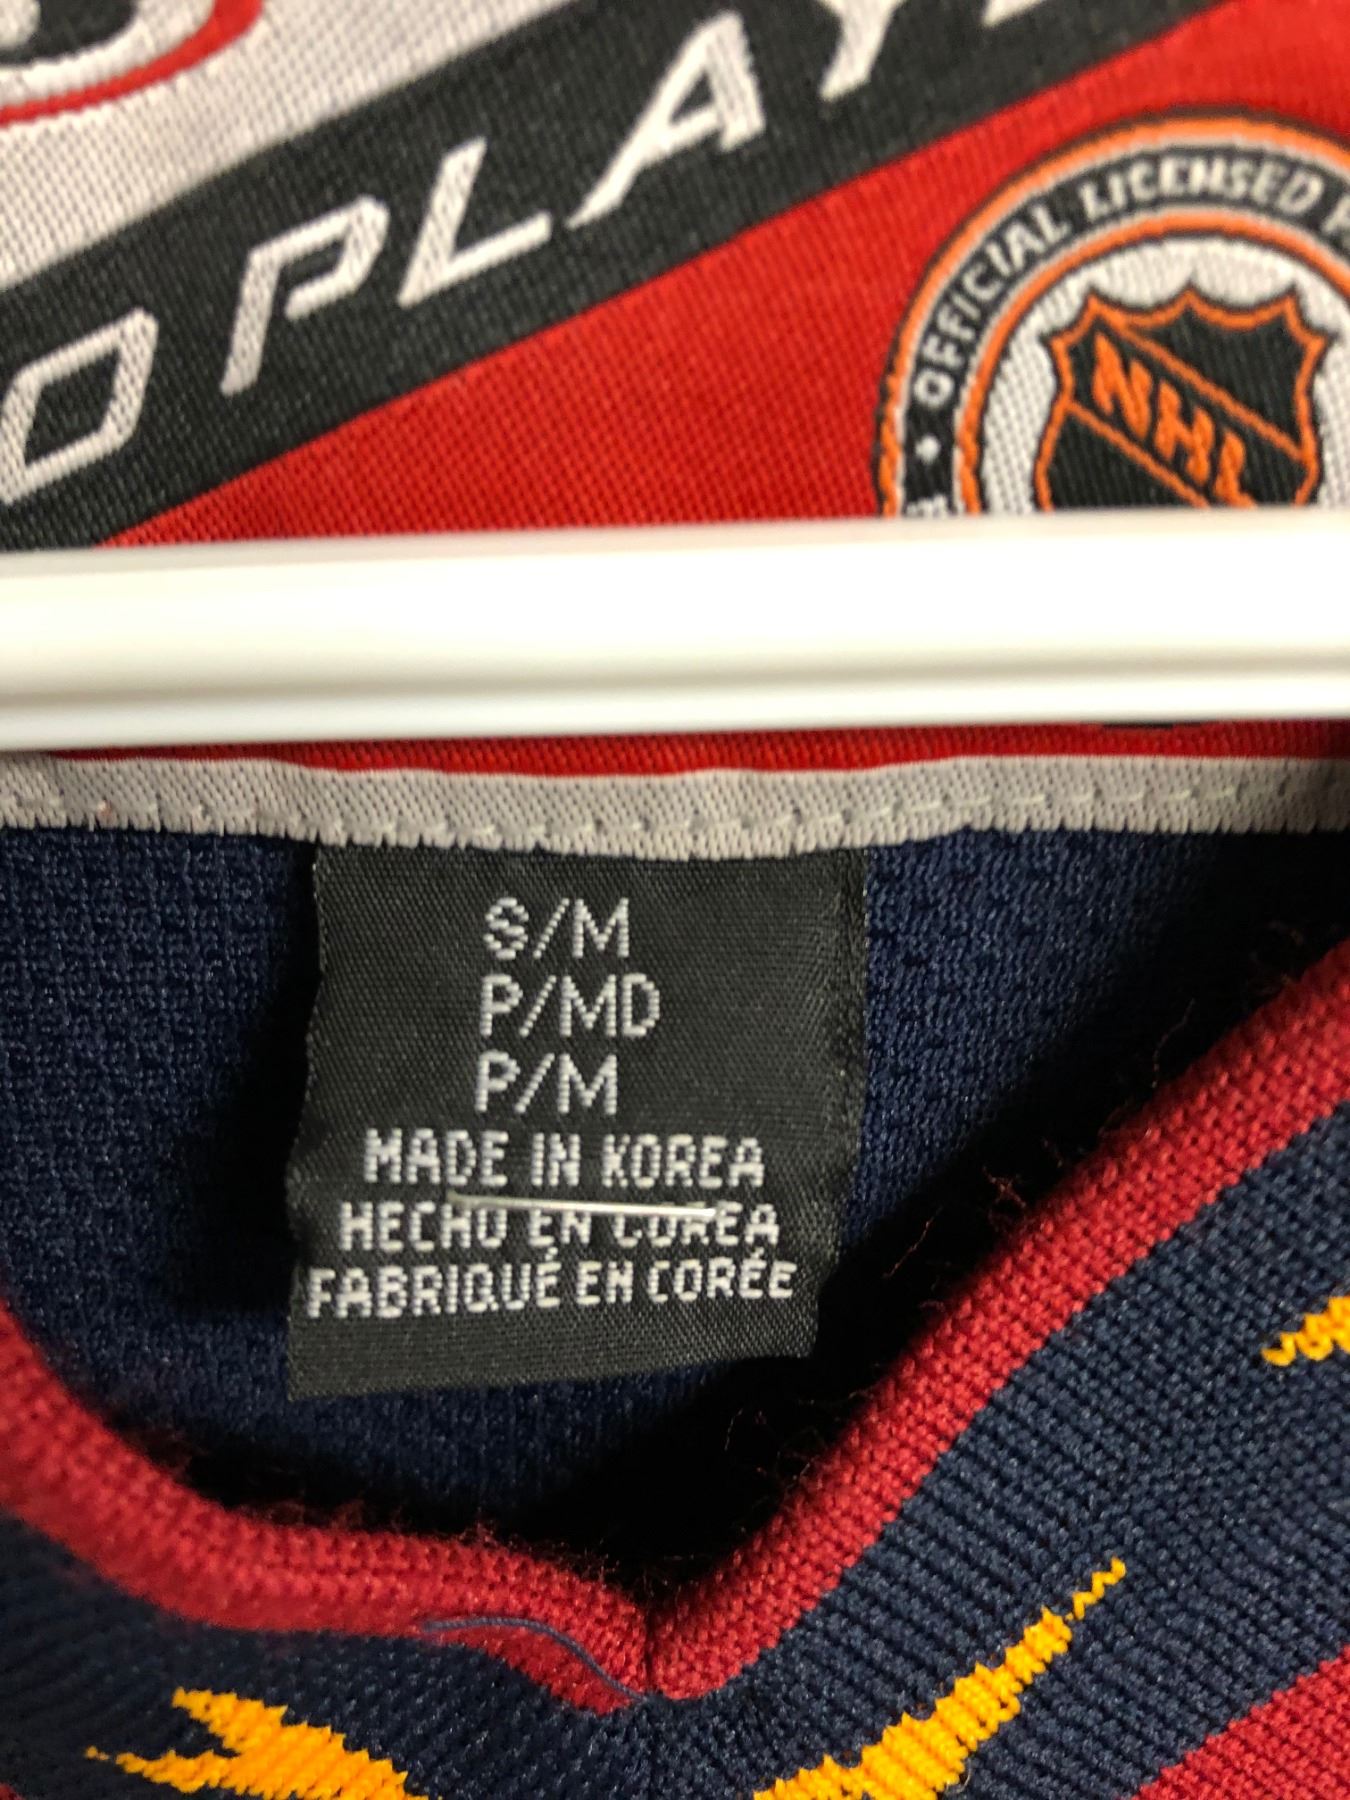 O PLAY
OFFICIAL LICENSED
NHL
S/M
P/MD
P/M
MADE IN KOREA
HECHO EN COREA
FABRIQUÉ EN CORÉE